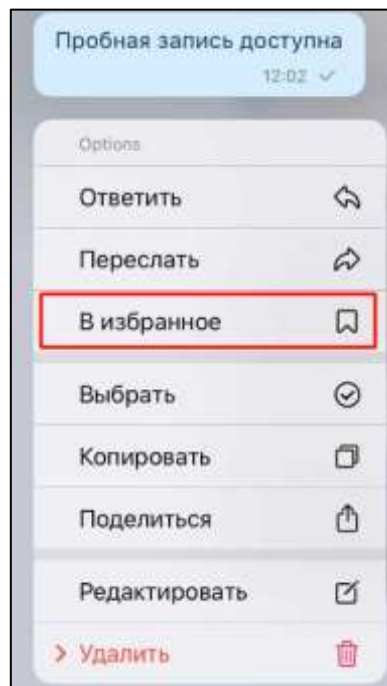 Пробная запись доступна
12:02
Options
Ответить
Переслать
В избранное
Выбрать
Копировать
Поделиться
Редактировать
Удалить